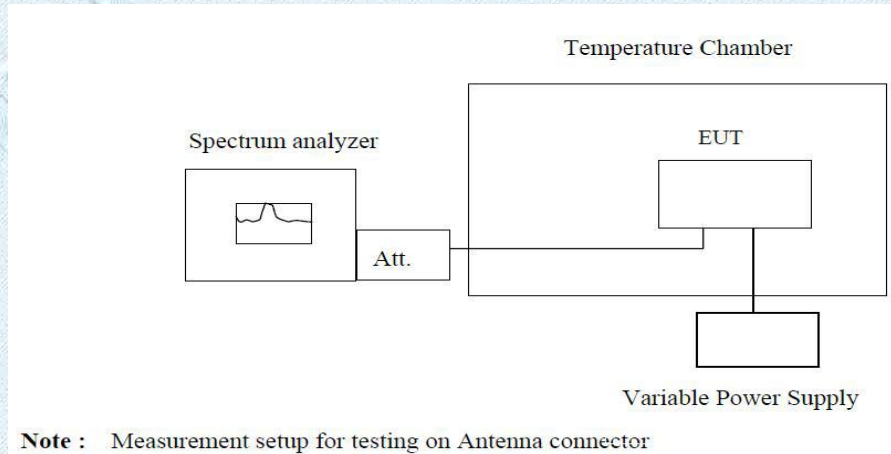 Temperature Chamber
Spectrum analyzer
EUT
Att.
Variable Power Supply
Note : Measurement setup for testing on Antenna connector